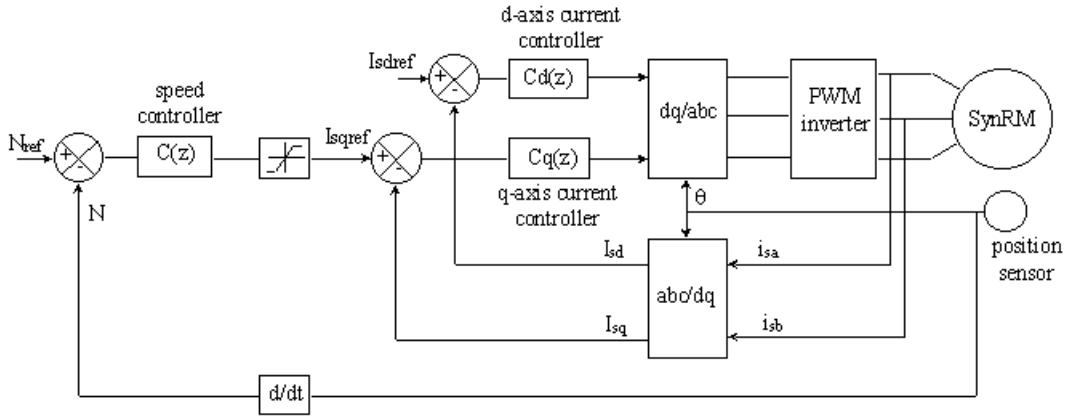 d-axis current
controller
Isdref
+
-
Cd(z)
dq/abc
PWM
inverter
SynRM
speed
controller
Nref
+
-
C(z)
Isqref
+
-
Cq(z)
q-axis current
controller
N
θ
position
sensor
Isd
isa
abc/dq
Isq
isb
d/dt